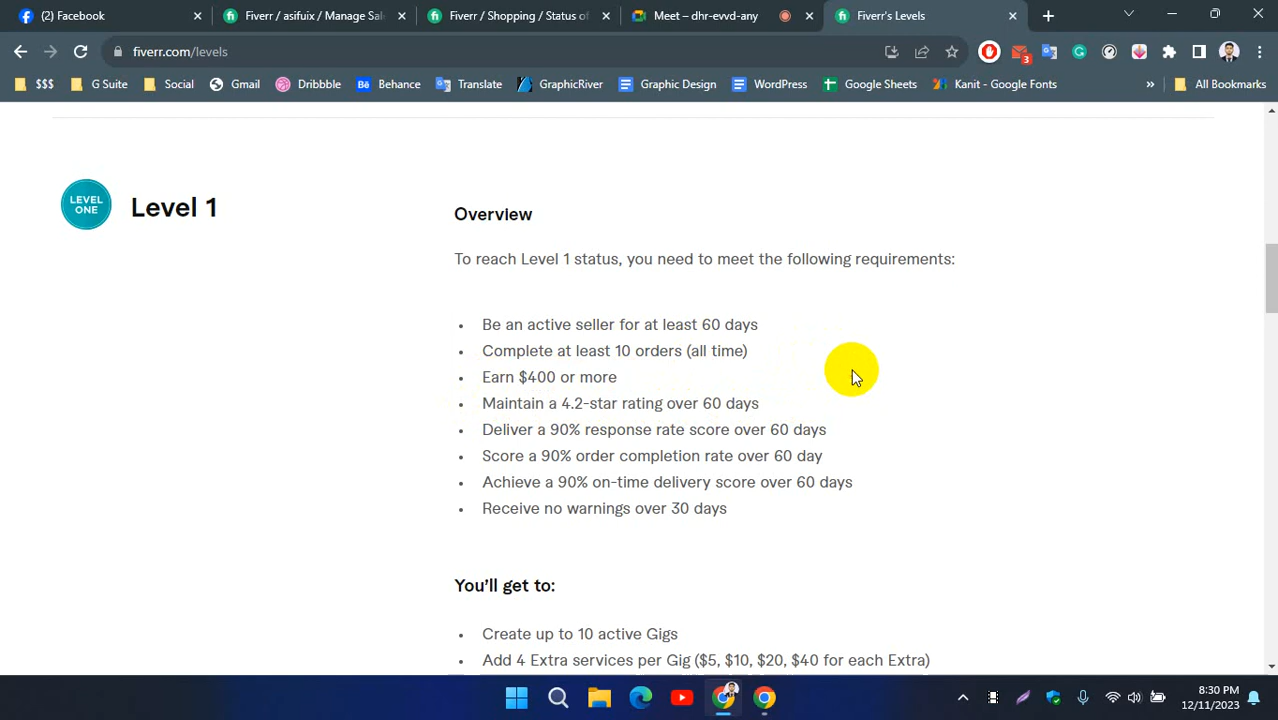 (2) Facebook
Fiverr / asifuix / Manage Sal
Fiverr / Shopping / Status of
Meet – dhr-evvd-any
Fiverr's Levels
fiverr.com/levels
3
$$$
G Suite
Social
Gmail
Dribbble
Bē
Behance
Translate
GraphicRiver
Graphic Design
WordPress
Google Sheets
Kanit - Google Fonts
»
All Bookmarks
LEVEL
ONE
Level 1
Overview
To reach Level 1 status, you need to meet the following requirements:
• Be an active seller for at least 60 days
• Complete at least 10 orders (all time)
• Earn $400 or more
• Maintain a 4.2-star rating over 60 days
• Deliver a 90% response rate score over 60 days
• Score a 90% order completion rate over 60 day
• Achieve a 90% on-time delivery score over 60 days
• Receive no warnings over 30 days
You'll get to:
• Create up to 10 active Gigs
• Add 4 Extra services per Gig ($5, $10, $20, $40 for each Extra)
8:30 PM
12/11/2023